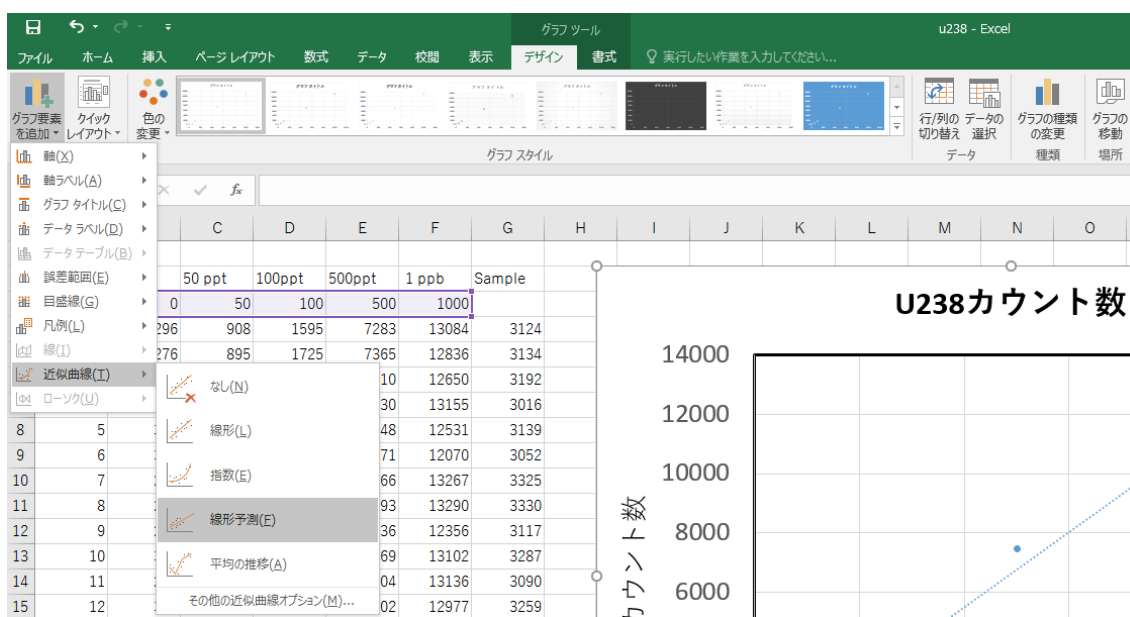 グラフ ツール
u238 - Excel
ファイル ホーム 挿入 ページ レイアウト 数式 データ 校閲 表示 デザイン 書式 実行したい作業を入力してください...
グラフ要素を追加
クイック レイアウト
色の変更
行/列の切り替え
データの選択
グラフの種類の変更
グラフの移動
グラフ スタイル
データ
種類
場所
軸(X)
軸ラベル(A)
グラフ タイトル(C)
データ ラベル(D)
データ テーブル(B)
誤差範囲(E)
目盛線(G)
凡例(L)
線(I)
近似曲線(T)
ローソク(U)
なし(N)
線形(L)
指数(E)
線形予測(F)
平均の推移(A)
その他の近似曲線オプション(M)...
fx
C D E F G H I J K L M N O
50 ppt 100ppt 500ppt 1 ppb Sample
0 50 100 500 1000
296 908 1595 7283 13084 3124
276 895 1725 7365 12836 3134
10 12650 3192
30 13155 3016
8 5 48 12531 3139
9 6 71 12070 3052
10 7 66 13267 3325
11 8 93 13290 3330
12 9 36 12356 3117
13 10 69 13102 3287
14 11 04 13136 3090
15 12 02 12977 3259
U238カウント数
14000
12000
10000
8000
6000
カウント数